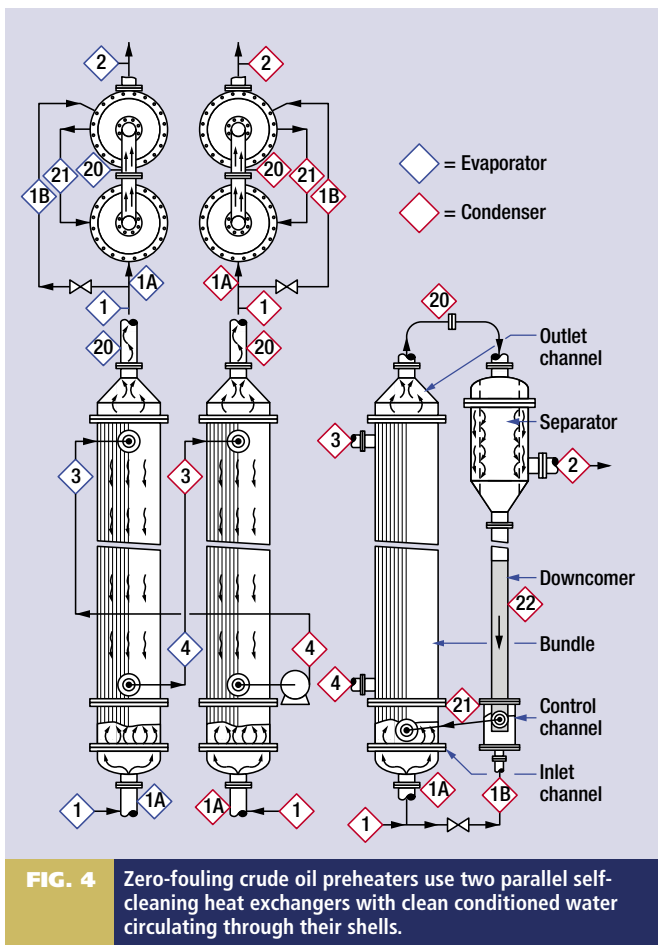 2
2
20
20
21
21
1B
1B
1A
1A
1
1
= Evaporator
= Condenser
20
20
20
Outlet
channel
Separator
3
3
3
2
Downcomer
22
Bundle
4
4
4
21
Control
channel
Inlet
channel
1
1A
1A
1
1
1A
1B
FIG. 4
Zero-fouling crude oil preheaters use two parallel self-
cleaning heat exchangers with clean conditioned water
circulating through their shells.